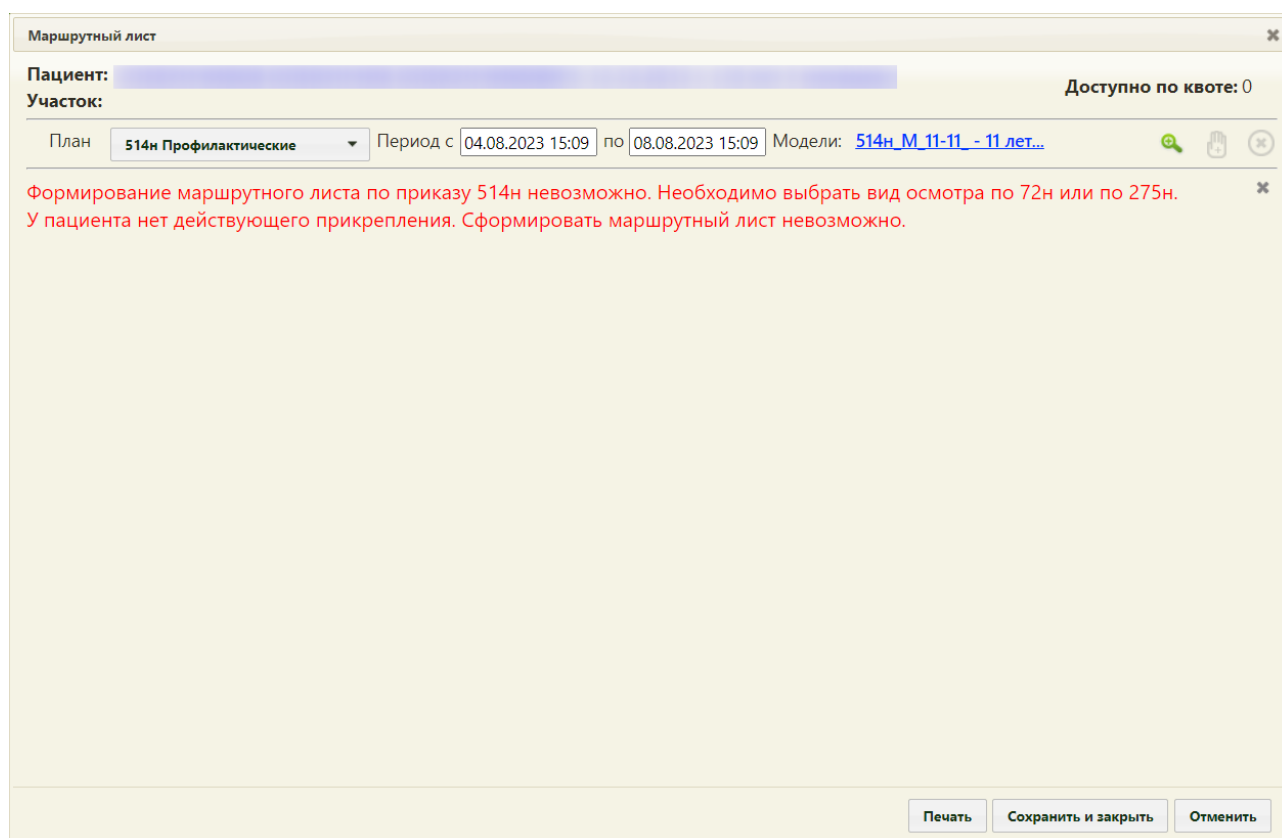 Маршрутный лист
Пациент:
Доступно по квоте: 0
Участок:
План 514н Профилактические Период с 04.08.2023 15:09 по 08.08.2023 15:09 Модели: 514н_М_11-11_ - 11 лет...
Формирование маршрутного листа по приказу 514н невозможно. Необходимо выбрать вид осмотра по 72н или по 275н.
У пациента нет действующего прикрепления. Сформировать маршрутный лист невозможно.
Печать Сохранить и закрыть Отменить